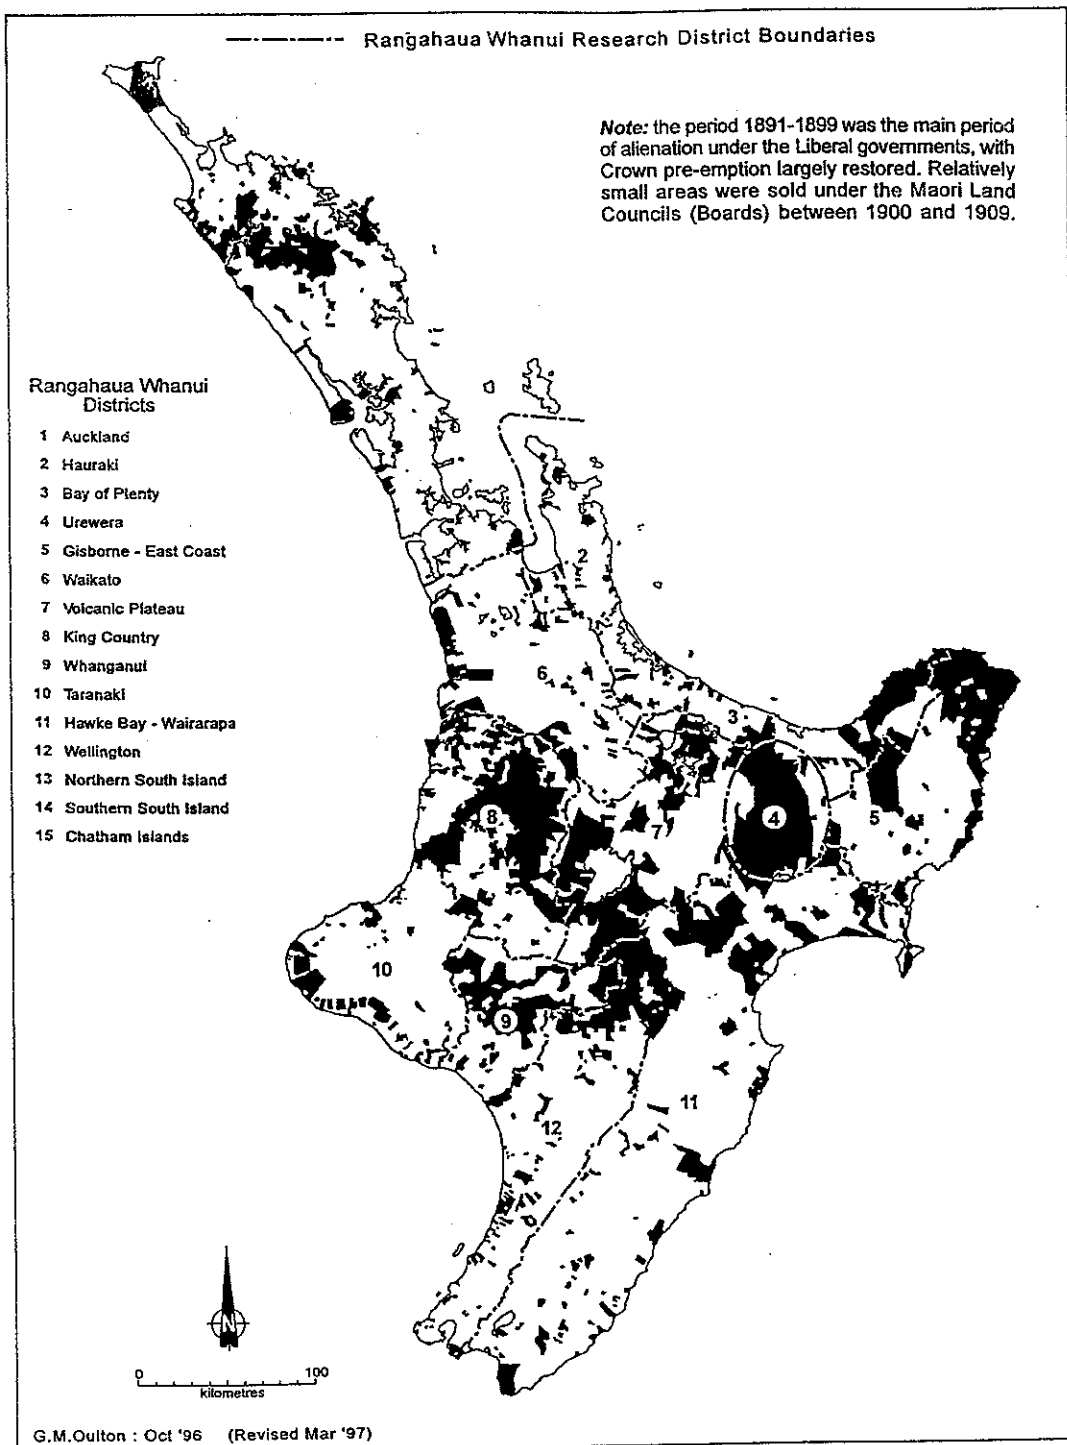 Rangahaua Whanui Research District Boundaries
Note: the period 1891-1899 was the main period
of alienation under the Liberal governments, with
Crown pre-emption largely restored. Relatively
small areas were sold under the Maori Land
Councils (Boards) between 1900 and 1909.
Rangahaua Whanui
Districts
1 Auckland
2 Hauraki
3 Bay of Plenty
4 Urewera
5 Gisborne - East Coast
6 Waikato
7 Volcanic Plateau
8 King Country
9 Whanganui
10 Taranaki
11 Hawke Bay - Wairarapa
12 Wellington
13 Northern South Island
14 Southern South Island
15 Chatham Islands
1
2
6
3
8
7
4
5
10
9
11
12
N
0 100
kilometres
G.M.Oulton : Oct '96 (Revised Mar '97)